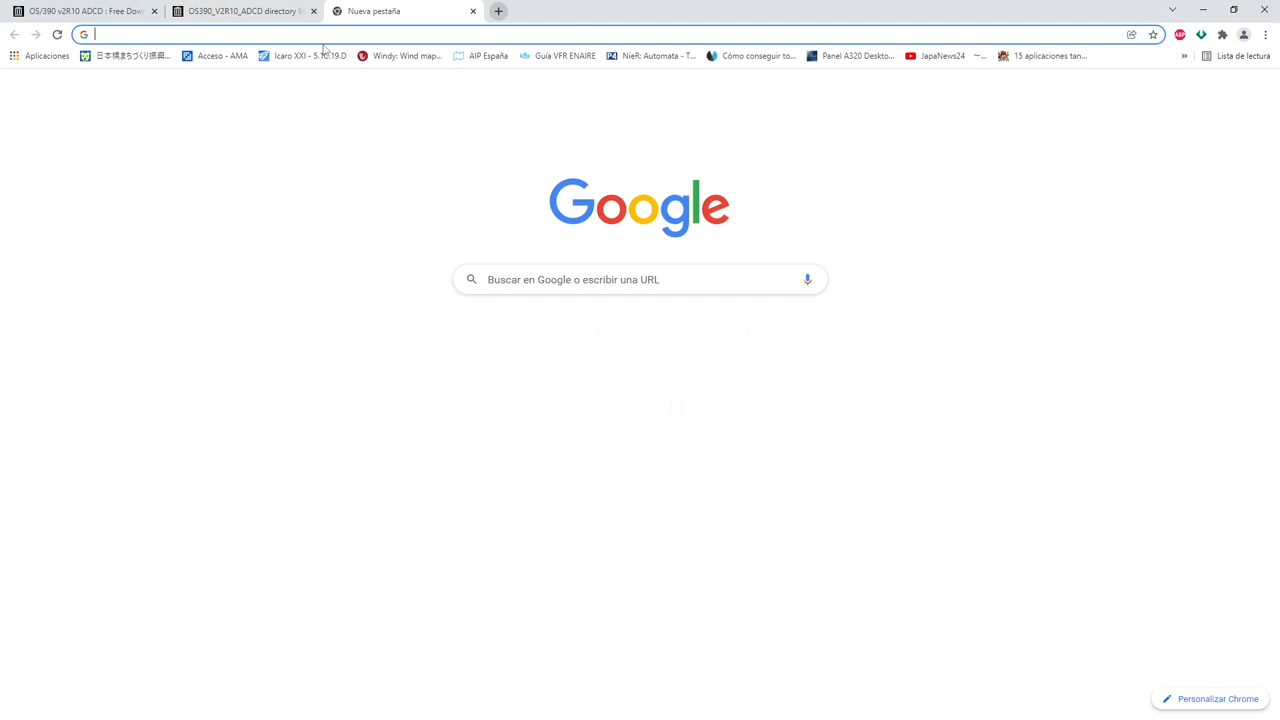 OS/390 v2R10 ADCD : Free Dow
OS390_V2R10_ADCD directory li
Nueva pestaña
Aplicaciones
日本橋まちづくり振興...
Acceso - AMA
Icaro XXI - 5.10.19.D
Windy: Wind map...
AIP España
Guía VFR ENAIRE
NieR: Automata - T...
Cómo conseguir to...
Panel A320 Deskto...
JapaNews24 ～...
15 aplicaciones tan...
»
Lista de lectura
Google
Buscar en Google o escribir una URL
Personalizar Chrome